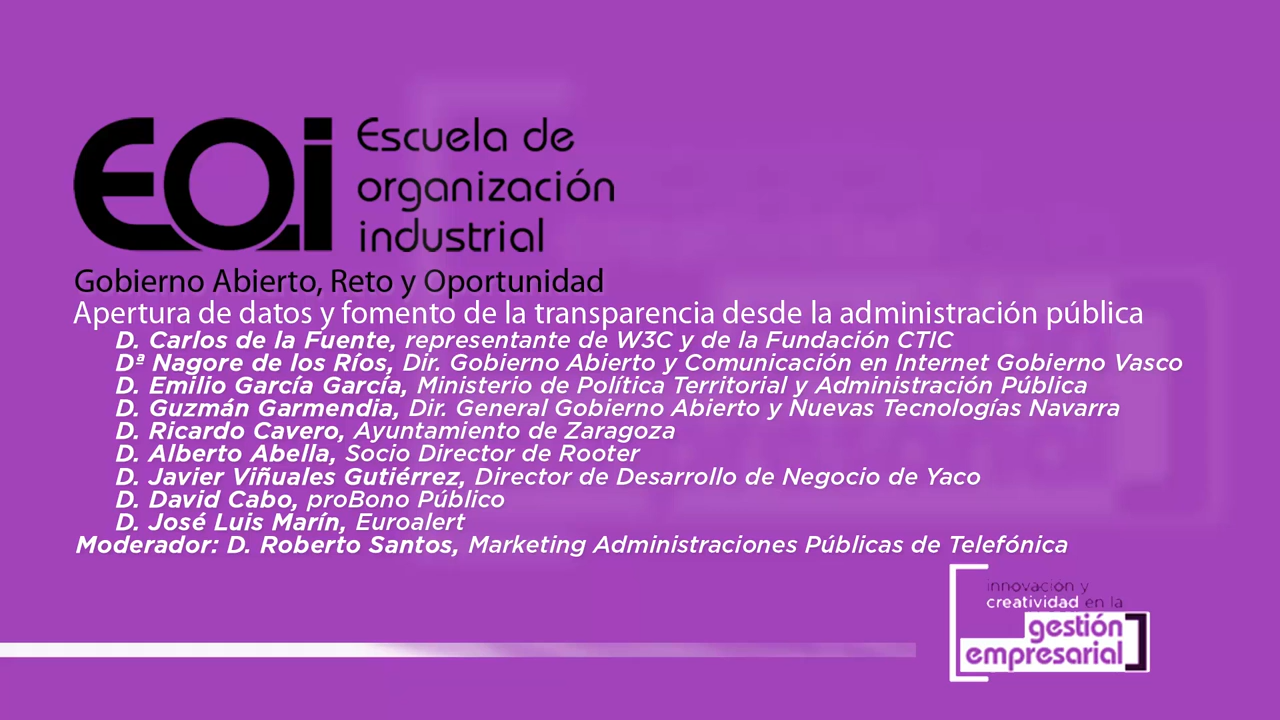 EOi Escuela de
organización
industrial
Gobierno Abierto, Reto y Oportunidad
Apertura de datos y fomento de la transparencia desde la administración pública
D. Carlos de la Fuente, representante de W3C y de la Fundación CTIC
Dª Nagore de los Ríos, Dir. Gobierno Abierto y Comunicación en Internet Gobierno Vasco
D. Emilio García García, Ministerio de Política Territorial y Administración Pública
D. Guzmán Garmendia, Dir. General Gobierno Abierto y Nuevas Tecnologías Navarra
D. Ricardo Cavero, Ayuntamiento de Zaragoza
D. Alberto Abella, Socio Director de Rooter
D. Javier Viñuales Gutiérrez, Director de Desarrollo de Negocio de Yaco
D. David Cabo, proBono Público
D. José Luis Marín, Euroalert
Moderador: D. Roberto Santos, Marketing Administraciones Públicas de Telefónica
innovación y
creatividad en la
gestión
empresarial